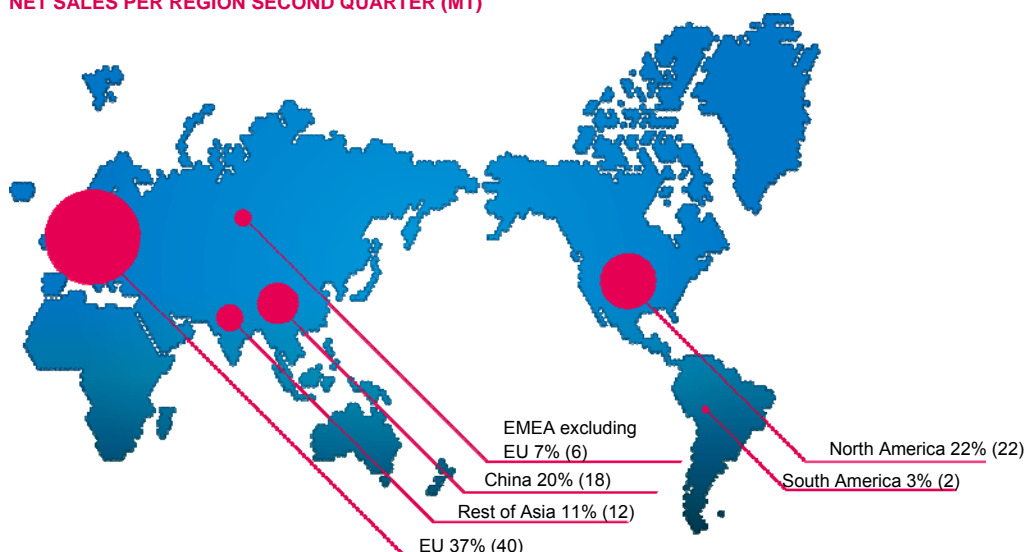 NET SALES PER REGION SECOND QUARTER (MT)
EMEA excluding
EU 7% (6)
North America 22% (22)
China 20% (18)
South America 3% (2)
Rest of Asia 11% (12)
EU 37% (40)